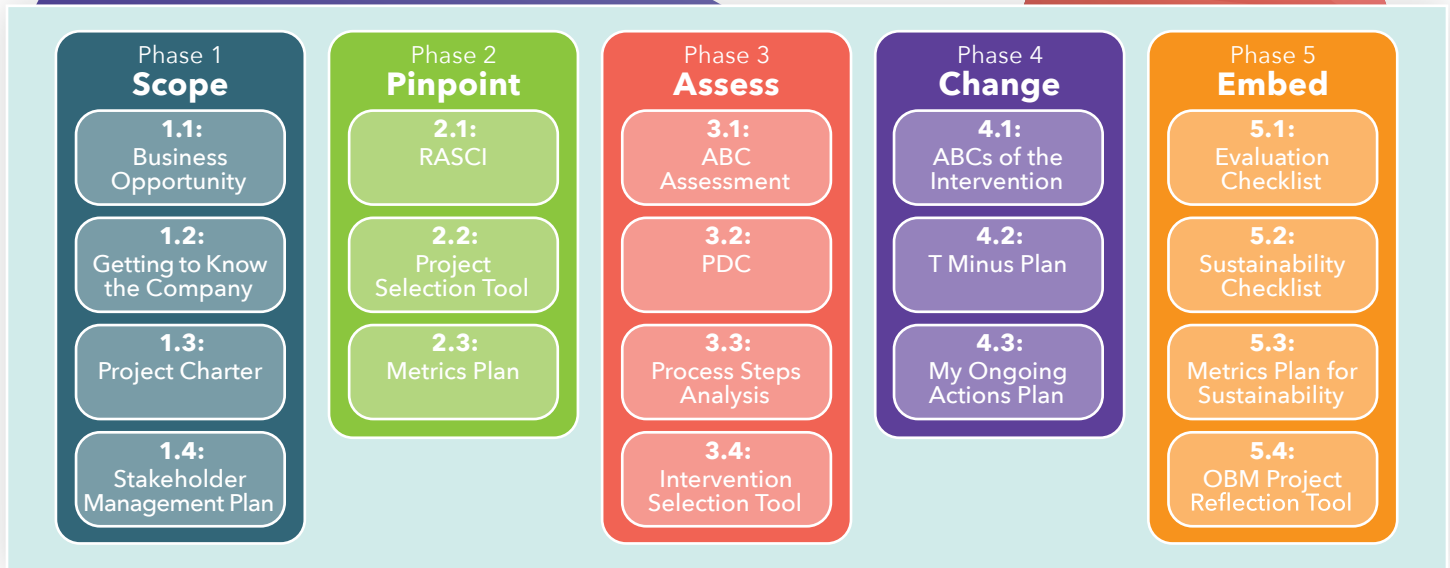 Phase 1
Scope
1.1:
Business
Opportunity
1.2:
Getting to Know
the Company
1.3:
Project Charter
1.4:
Stakeholder
Management Plan
Phase 2
Pinpoint
2.1:
RASCI
2.2:
Project
Selection Tool
2.3:
Metrics Plan
Phase 3
Assess
3.1:
ABC
Assessment
3.2:
PDC
3.3:
Process Steps
Analysis
3.4:
Intervention
Selection Tool
Phase 4
Change
4.1:
ABCs of the
Intervention
4.2:
T Minus Plan
4.3:
My Ongoing
Actions Plan
Phase 5
Embed
5.1:
Evaluation
Checklist
5.2:
Sustainability
Checklist
5.3:
Metrics Plan for
Sustainability
5.4:
OBM Project
Reflection Tool